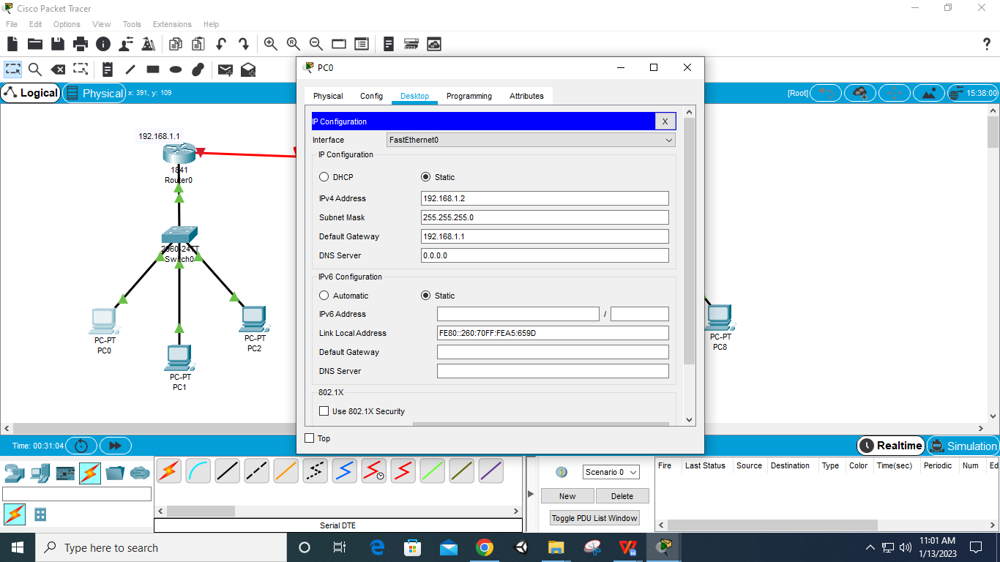 Cisco Packet Tracer
File Edit Options View Tools Extensions Help
Logical
Physical
x: 391, y: 109
[Root]
15:38:00
192.168.1.1
1841
Router0
2960-24TT
Switch0
PC-PT
PC0
PC-PT
PC1
PC-PT
PC2
PC-PT
PC8
PC0
Physical Config Desktop Programming Attributes
IP Configuration
X
Interface FastEthernet0
IP Configuration
DHCP Static
IPv4 Address 192.168.1.2
Subnet Mask 255.255.255.0
Default Gateway 192.168.1.1
DNS Server 0.0.0.0
IPv6 Configuration
Automatic Static
IPv6 Address /
Link Local Address FE80::260:70FF:FEA5:659D
Default Gateway
DNS Server
802.1X
Use 802.1X Security
Top
Time: 00:31:04
Realtime
Simulation
Scenario 0
New Delete
Toggle PDU List Window
Fire Last Status Source Destination Type Color Time(sec) Periodic Num Ed
Serial DTE
Type here to search
11:01 AM
1/13/2023